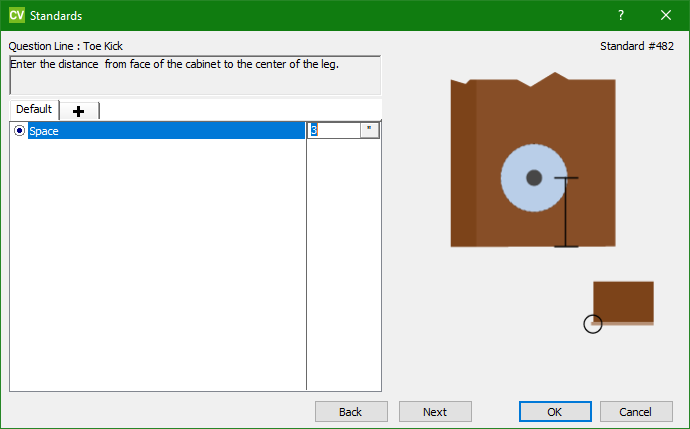 CV Standards ? ×
Question Line : Toe Kick Standard #482
Enter the distance  from face of the cabinet to the center of the leg.
Default +
Space 3 "
Back Next OK Cancel